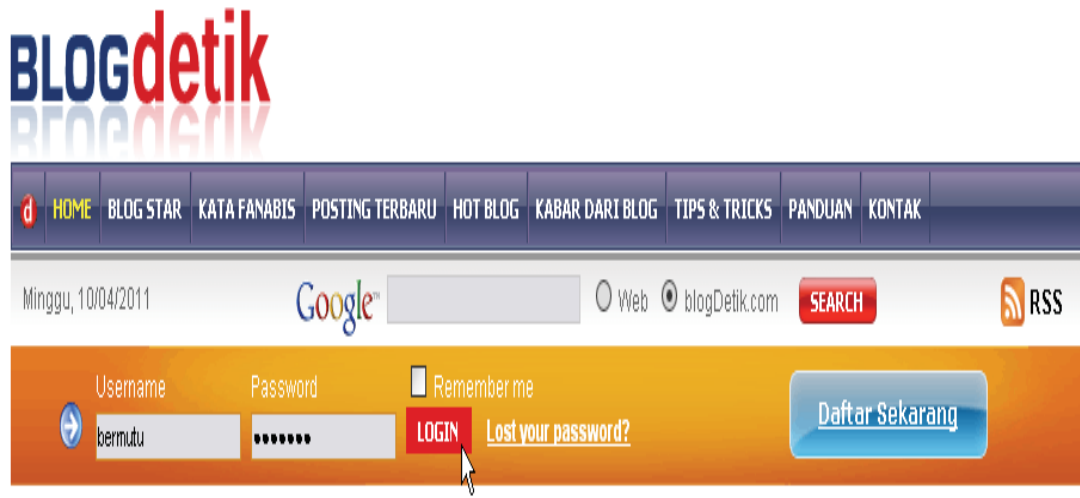 BLOGdetik
d HOME BLOG STAR KATA FANABIS POSTING TERBARU HOT BLOG KABAR DARI BLOG TIPS & TRICKS PANDUAN KONTAK
Minggu, 10/04/2011 Google™ Web blogDetik.com SEARCH RSS
Username Password Remember me
bermutu ••••••• LOGIN Lost your password? Daftar Sekarang